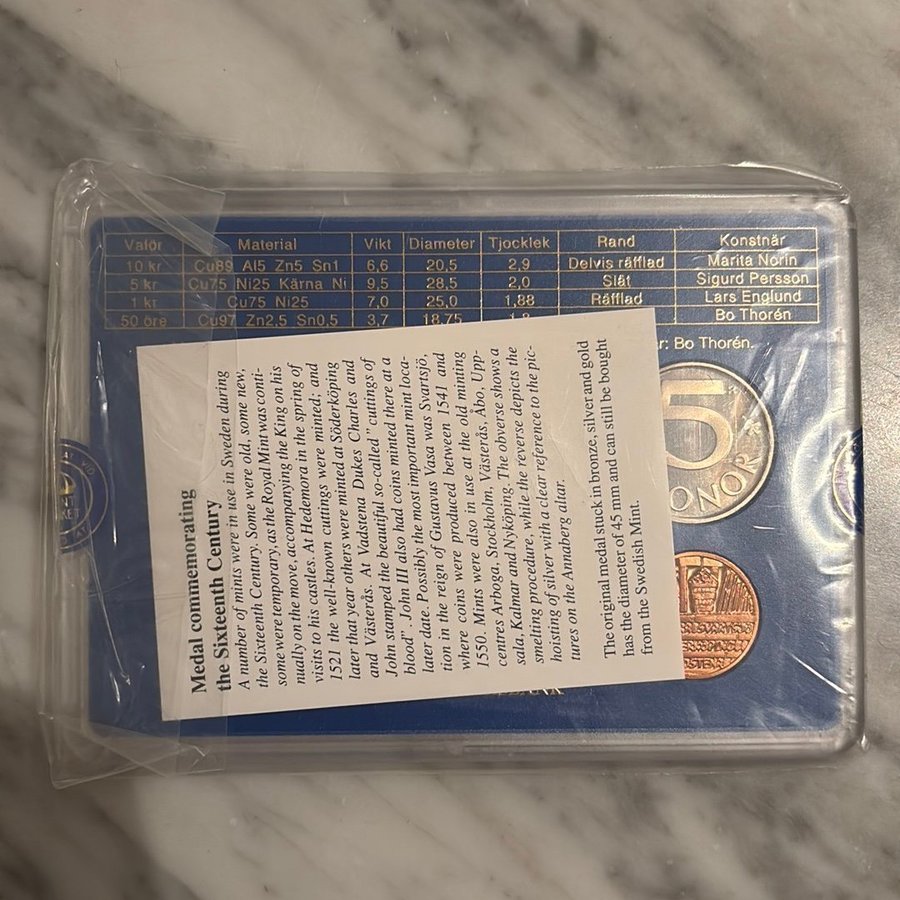 Valör Material Vikt Diameter Tjocklek Rand Konstnär
10 kr Cu89 Al5 Zn5 Sn1 6,6 20,5 2,9 Delvis räfflad Marita Norin
5 kr Cu75 Ni25 Kärna Ni 9,5 28,5 2,0 Slät Sigurd Persson
1 kr Cu75 Ni25 7,0 25,0 1,88 Räfflad Lars Englund
50 öre Cu97 Zn2,5 Sn0,5 3,7 18,75 1,8 Bo Thorén
r: Bo Thorén.
Medal commemorating
the Sixteenth Century
A number of mints were in use in Sweden during
the Sixteenth Century. Some were old, some new,
some were temporary, as the Royal Mint was conti-
nually on the move, accompanying the King on his
visits to his castles. At Hedemora in the spring of
1521 the well-known cuttings were minted; and
later that year others were minted at Söderköping
and Västerås. At Vadstena Dukes Charles and
John stamped the beautiful so-called" cuttings of
blood". John III also had coins minted there at a
later date. Possibly the most important mint loca-
tion in the reign of Gustavus Vasa was Svartsjö,
where coins were produced between 1541 and
1550. Mints were also in use at the old minting
centres Arboga, Stockholm, Västerås, Åbo, Upp-
sala, Kalmar and Nyköping. The obverse shows a
smelting procedure, while the reverse depicts the
hoisting of silver with a clear reference to the pic-
tures on the Annaberg altar.
The original medal stuck in bronze, silver and gold
has the diameter of 45 mm and can still be bought
from the Swedish Mint.
5
ONOR